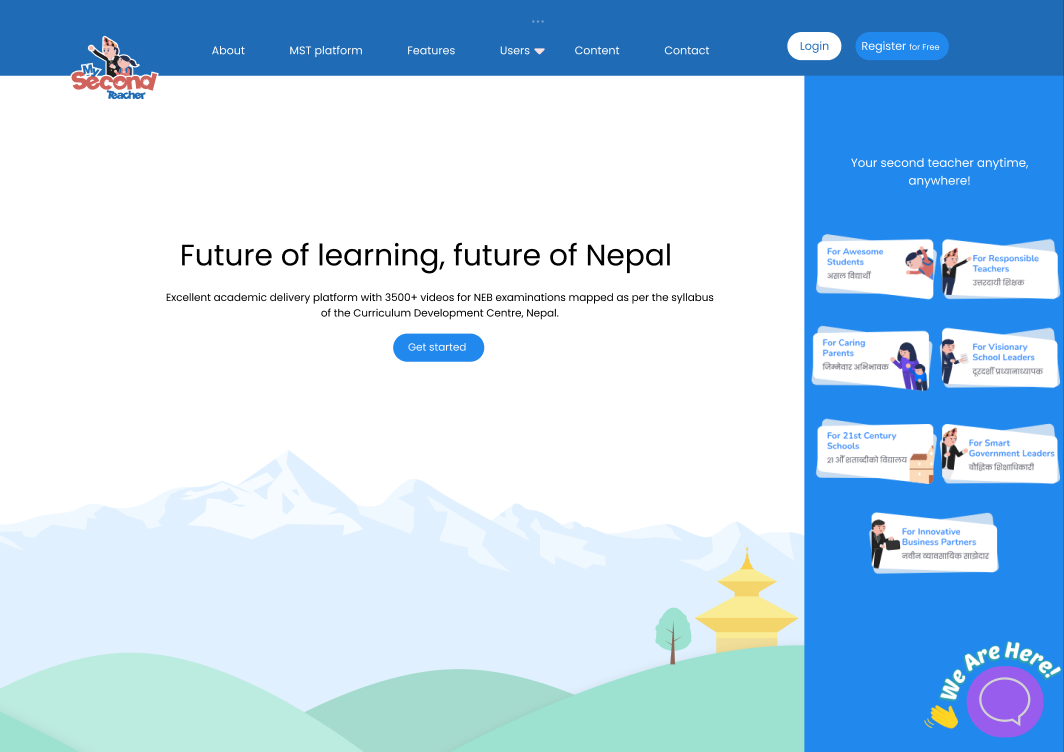 My
Second
Teacher
About
MST platform
Features
Users
Content
Contact
Login
Register for Free
Future of learning, future of Nepal
Excellent academic delivery platform with 3500+ videos for NEB examinations mapped as per the syllabus
of the Curriculum Development Centre, Nepal.
Get started
Your second teacher anytime,
anywhere!
For Awesome
Students
असल विद्यार्थी
For Responsible
Teachers
उत्तरदायी शिक्षक
For Caring
Parents
जिम्मेवार अभिभावक
For Visionary
School Leaders
दूरदर्शी प्रध्यानाध्यापक
For 21st Century
Schools
21 औँ शताब्दीको विद्यालय
For Smart
Government Leaders
बौद्धिक शिक्षाधिकारी
For Innovative
Business Partners
नवीन व्यावसायिक साझेदार
We Are Here!